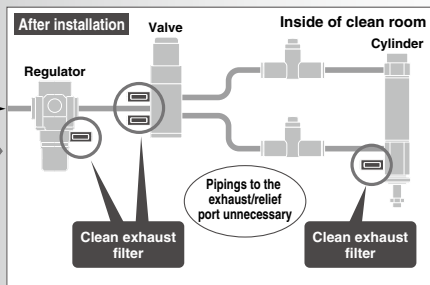 After installation
Valve
Inside of clean room
Cylinder
Regulator
Pipings to the
exhaust/relief
port unnecessary
Clean exhaust
filter
Clean exhaust
filter